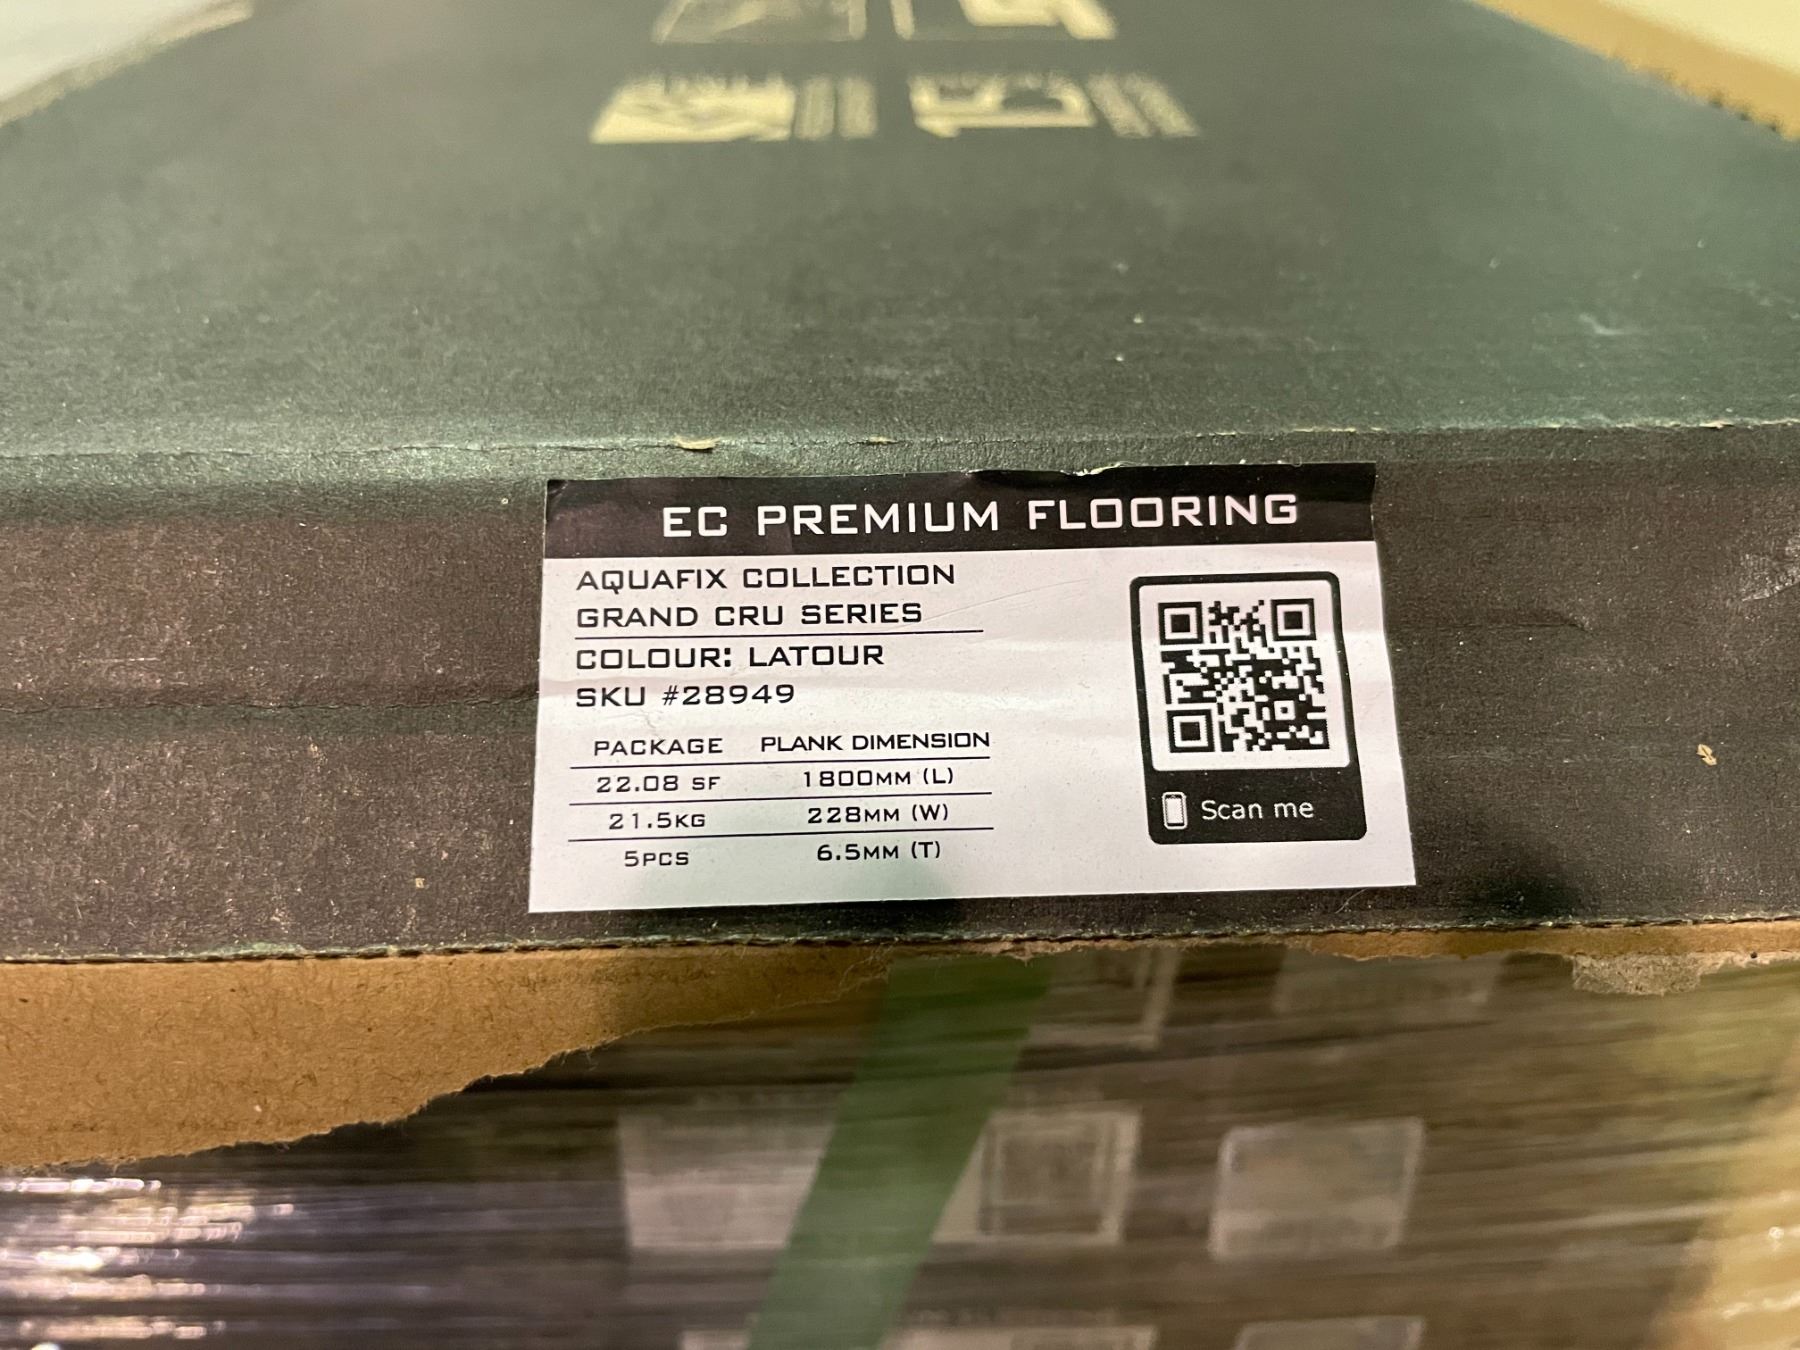 EC PREMIUM FLOORING
AQUAFIX COLLECTION
GRAND CRU SERIES
COLOUR: LATOUR
SKU #28949
PACKAGE PLANK DIMENSION
22.08 SF 1800MM (L)
21.5KG 228MM (W)
5PCS 6.5MM (T)
Scan me